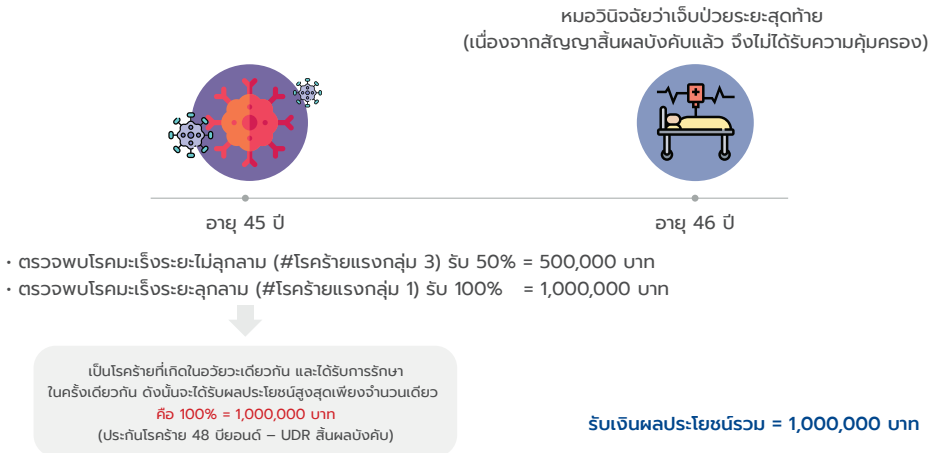 หมอวินิจฉัยว่าเจ็บป่วยระยะสุดท้าย
(เนื่องจากสัญญาสิ้นผลบังคับแล้ว จึงไม่ได้รับความคุ้มครอง)
อายุ 45 ปี
อายุ 46 ปี
• ตรวจพบโรคมะเร็งระยะไม่ลุกลาม (#โรคร้ายแรงกลุ่ม 3) รับ 50% = 500,000 บาท
• ตรวจพบโรคมะเร็งระยะลุกลาม (#โรคร้ายแรงกลุ่ม 1) รับ 100% = 1,000,000 บาท
เป็นโรคร้ายที่เกิดในอวัยวะเดียวกัน และได้รับการรักษา
ในครั้งเดียวกัน ดังนั้นจะได้รับผลประโยชน์สูงสุดเพียงจำนวนเดียว
คือ 100% = 1,000,000 บาท
(ประกันโรคร้าย 48 บียอนด์ – UDR สิ้นผลบังคับ)
รับเงินผลประโยชน์รวม = 1,000,000 บาท